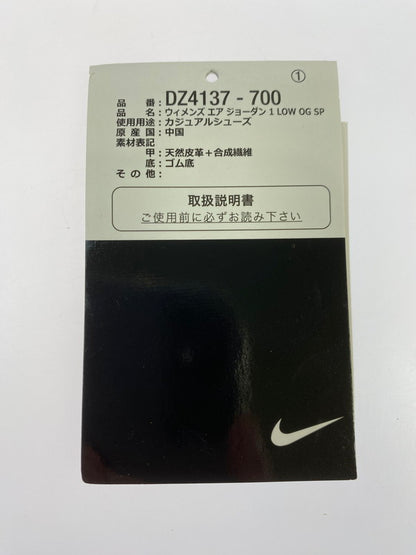 ①
品番：DZ4137 - 700
品名：ウィメンズ エア ジョーダン 1 LOW OG SP
使用用途：カジュアルシューズ
原産国：中国
素材表記
甲：天然皮革＋合成繊維
底：ゴム底
その他：
取扱説明書
ご使用前に必ずお読み下さい